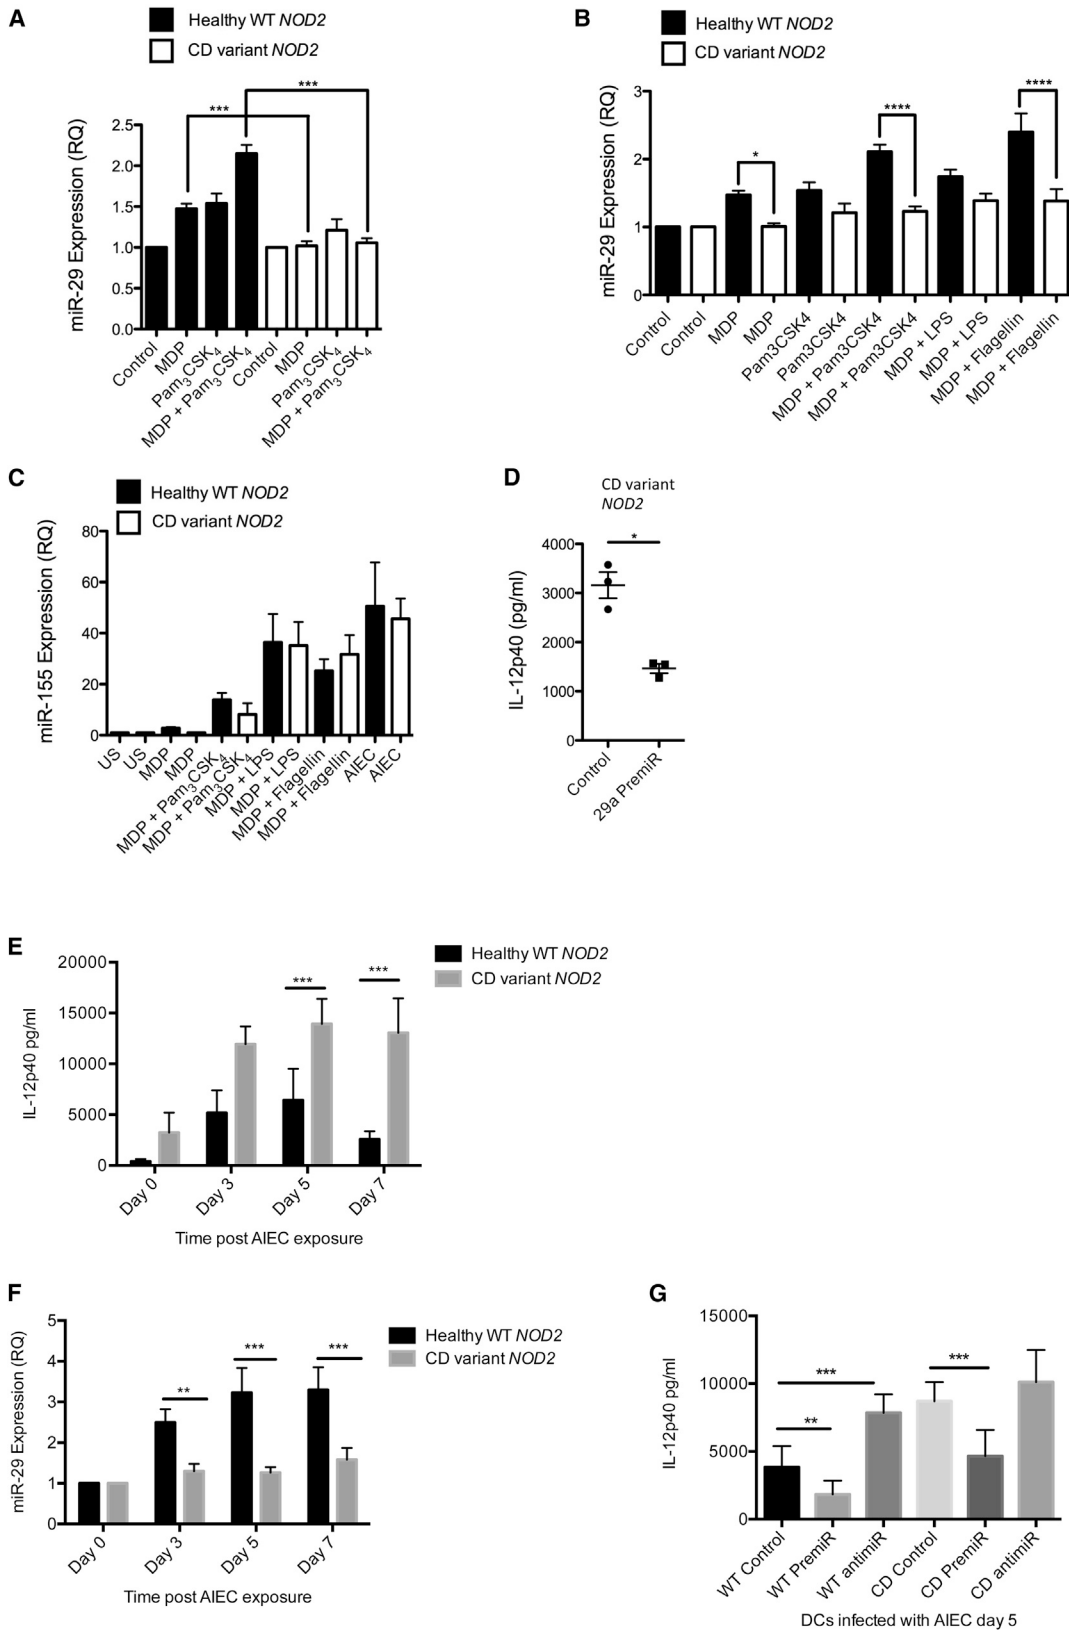 A
Healthy WT NOD2
CD variant NOD2
***
***
miR-29 Expression (RQ)
2.5
2.0
1.5
1.0
0.5
0.0
Control
MDP
Pam3CSK4
MDP + Pam3CSK4
Control
MDP
Pam3CSK4
MDP + Pam3CSK4
B
Healthy WT NOD2
CD variant NOD2
*
****
****
miR-29 Expression (RQ)
3
2
1
0
Control
Control
MDP
MDP
Pam3CSK4
Pam3CSK4
MDP + Pam3CSK4
MDP + Pam3CSK4
MDP + LPS
MDP + LPS
MDP + Flagellin
MDP + Flagellin
C
Healthy WT NOD2
CD variant NOD2
miR-155 Expression (RQ)
80
60
40
20
0
US
US
MDP
MDP
MDP + Pam3CSK4
MDP + Pam3CSK4
MDP + LPS
MDP + LPS
MDP + Flagellin
MDP + Flagellin
AIEC
AIEC
D
CD variant
NOD2
*
IL-12p40 (pg/ml)
4000
3000
2000
1000
0
Control
29a PremiR
E
Healthy WT NOD2
CD variant NOD2
***
***
IL-12p40 pg/ml
20000
15000
10000
5000
0
Day 0
Day 3
Day 5
Day 7
Time post AIEC exposure
F
Healthy WT NOD2
CD variant NOD2
**
***
***
miR-29 Expression (RQ)
5
4
3
2
1
0
Day 0
Day 3
Day 5
Day 7
Time post AIEC exposure
G
***
**
***
IL-12p40 pg/ml
15000
10000
5000
0
WT Control
WT PremiR
WT antimiR
CD Control
CD PremiR
CD antimiR
DCs infected with AIEC day 5